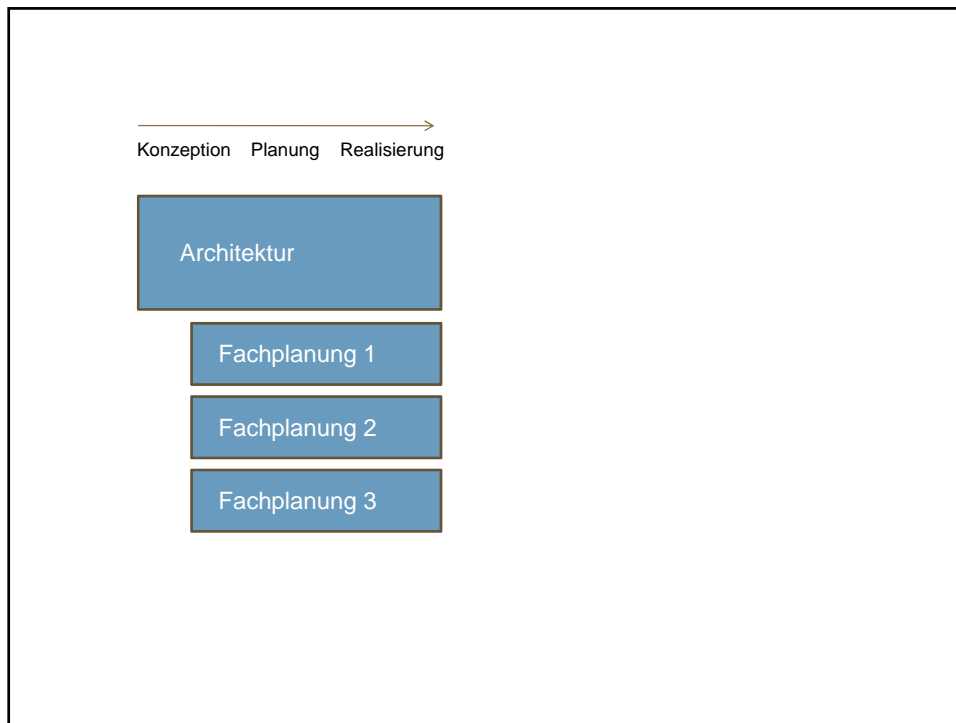 Konzeption Planung Realisierung
Architektur
Fachplanung 1
Fachplanung 2
Fachplanung 3